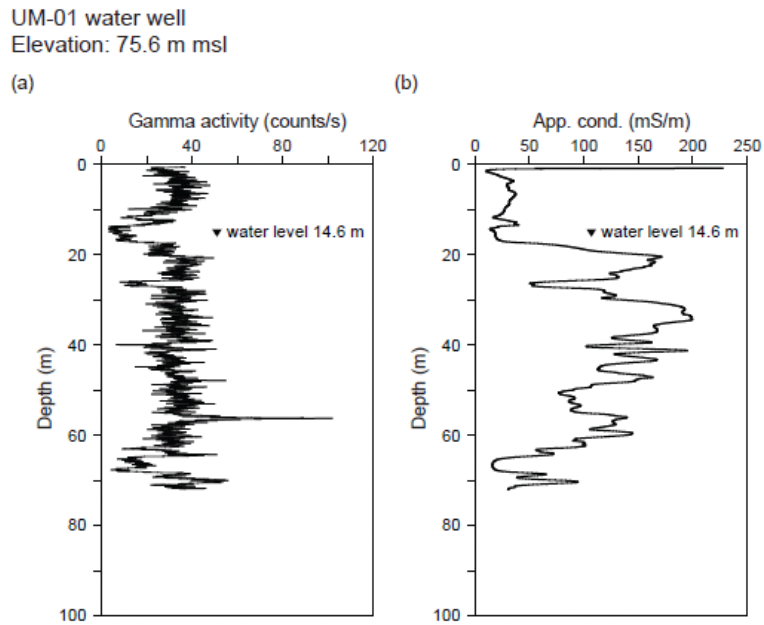 UM-01 water well
Elevation: 75.6 m msl
(a)
Gamma activity (counts/s)
0 40 80 120
0
20
40
60
80
100
Depth (m)
water level 14.6 m
(b)
App. cond. (mS/m)
0 50 100 150 200 250
0
20
40
60
80
100
Depth (m)
water level 14.6 m